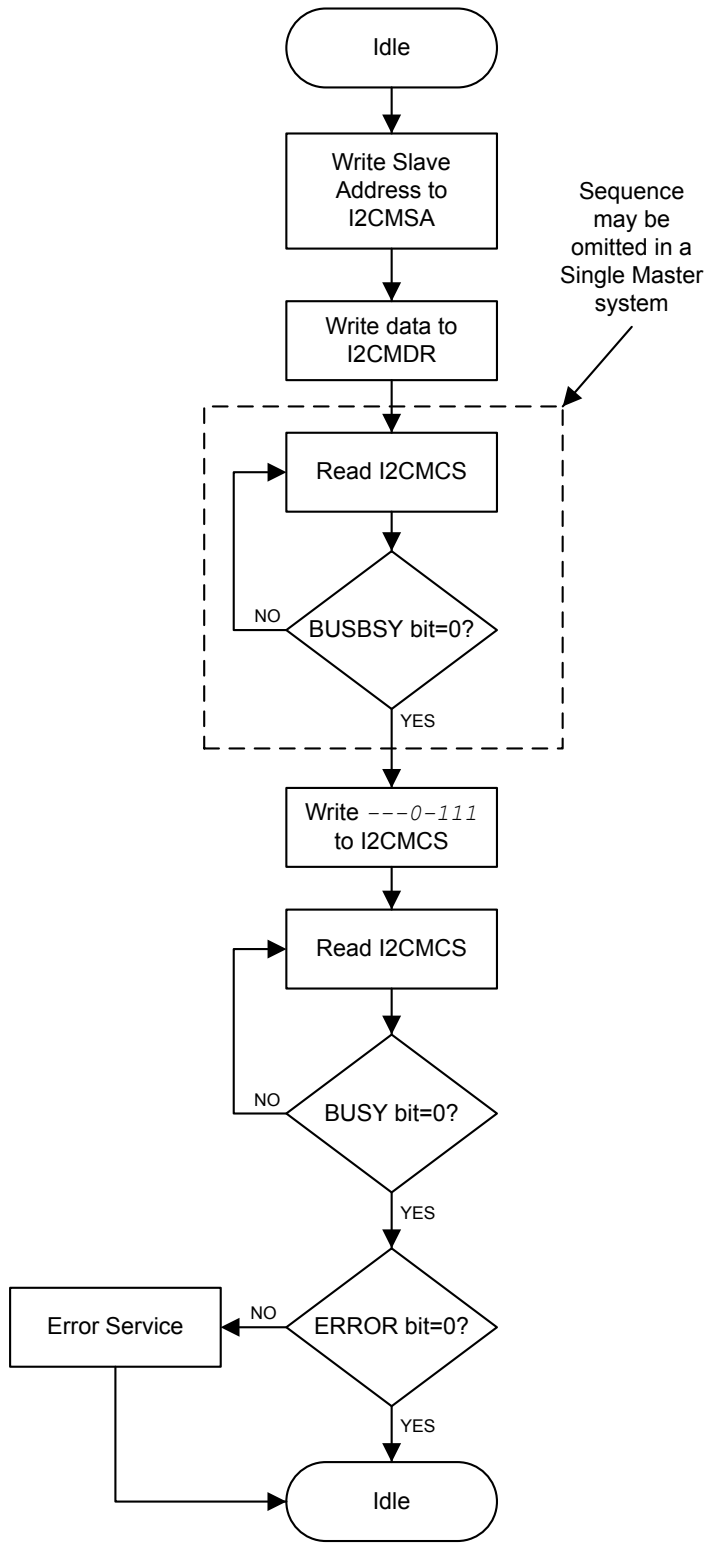 Idle
Write Slave
Address to
I2CMSA
Sequence
may be
omitted in a
Single Master
system
Write data to
I2CMDR
Read I2CMCS
NO
BUSBSY bit=0?
YES
Write ---0-111
to I2CMCS
Read I2CMCS
NO
BUSY bit=0?
YES
Error Service
NO
ERROR bit=0?
YES
Idle